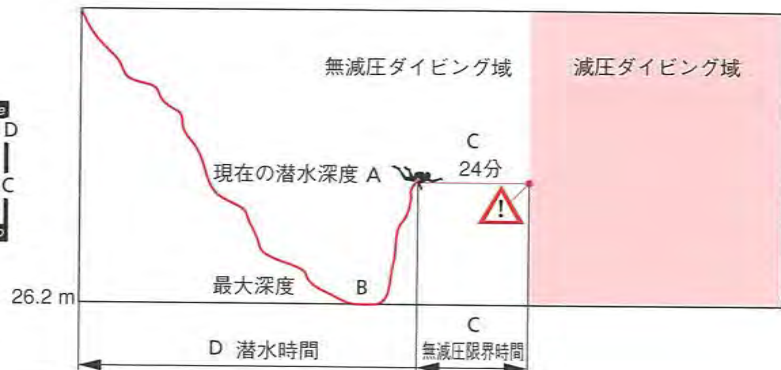 無減圧ダイビング域
減圧ダイビング域
D
C
C
24分
現在の潜水深度 A
!
最大深度
B
26.2 m
D 潜水時間
C
無減圧限界時間